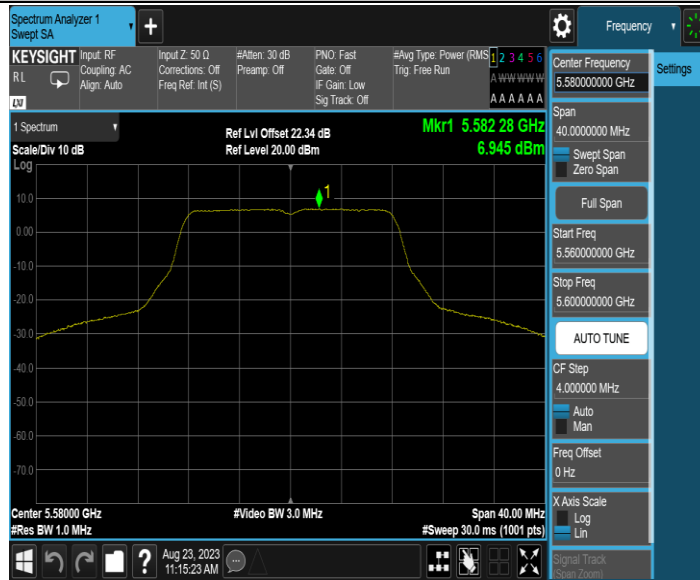 Spectrum Analyzer 1
Swept SA
Frequency
KEYSIGHT
RL
LXI
Input: RF
Coupling: AC
Align: Auto
Input Z: 50 Ω
Corrections: Off
Freq Ref: Int (S)
#Atten: 30 dB
Preamp: Off
PNO: Fast
Gate: Off
IF Gain: Low
Sig Track: Off
#Avg Type: Power (RMS
Trig: Free Run
1 2 3 4 5 6
A W W W W W
A A A A A A
1 Spectrum
Scale/Div 10 dB
Log
Ref Lvl Offset 22.34 dB
Ref Level 20.00 dBm
Mkr1 5.582 28 GHz
6.945 dBm
1
10.0
0.00
-10.0
-20.0
-30.0
-40.0
-50.0
-60.0
-70.0
Center 5.58000 GHz
#Res BW 1.0 MHz
#Video BW 3.0 MHz
Span 40.00 MHz
#Sweep 30.0 ms (1001 pts)
Aug 23, 2023
11:15:23 AM
?
Center Frequency
5.580000000 GHz
Settings
Span
40.0000000 MHz
Swept Span
Zero Span
Full Span
Start Freq
5.560000000 GHz
Stop Freq
5.600000000 GHz
AUTO TUNE
CF Step
4.000000 MHz
Auto
Man
Freq Offset
0 Hz
X Axis Scale
Log
Lin
Signal Track
(Span Zoom)